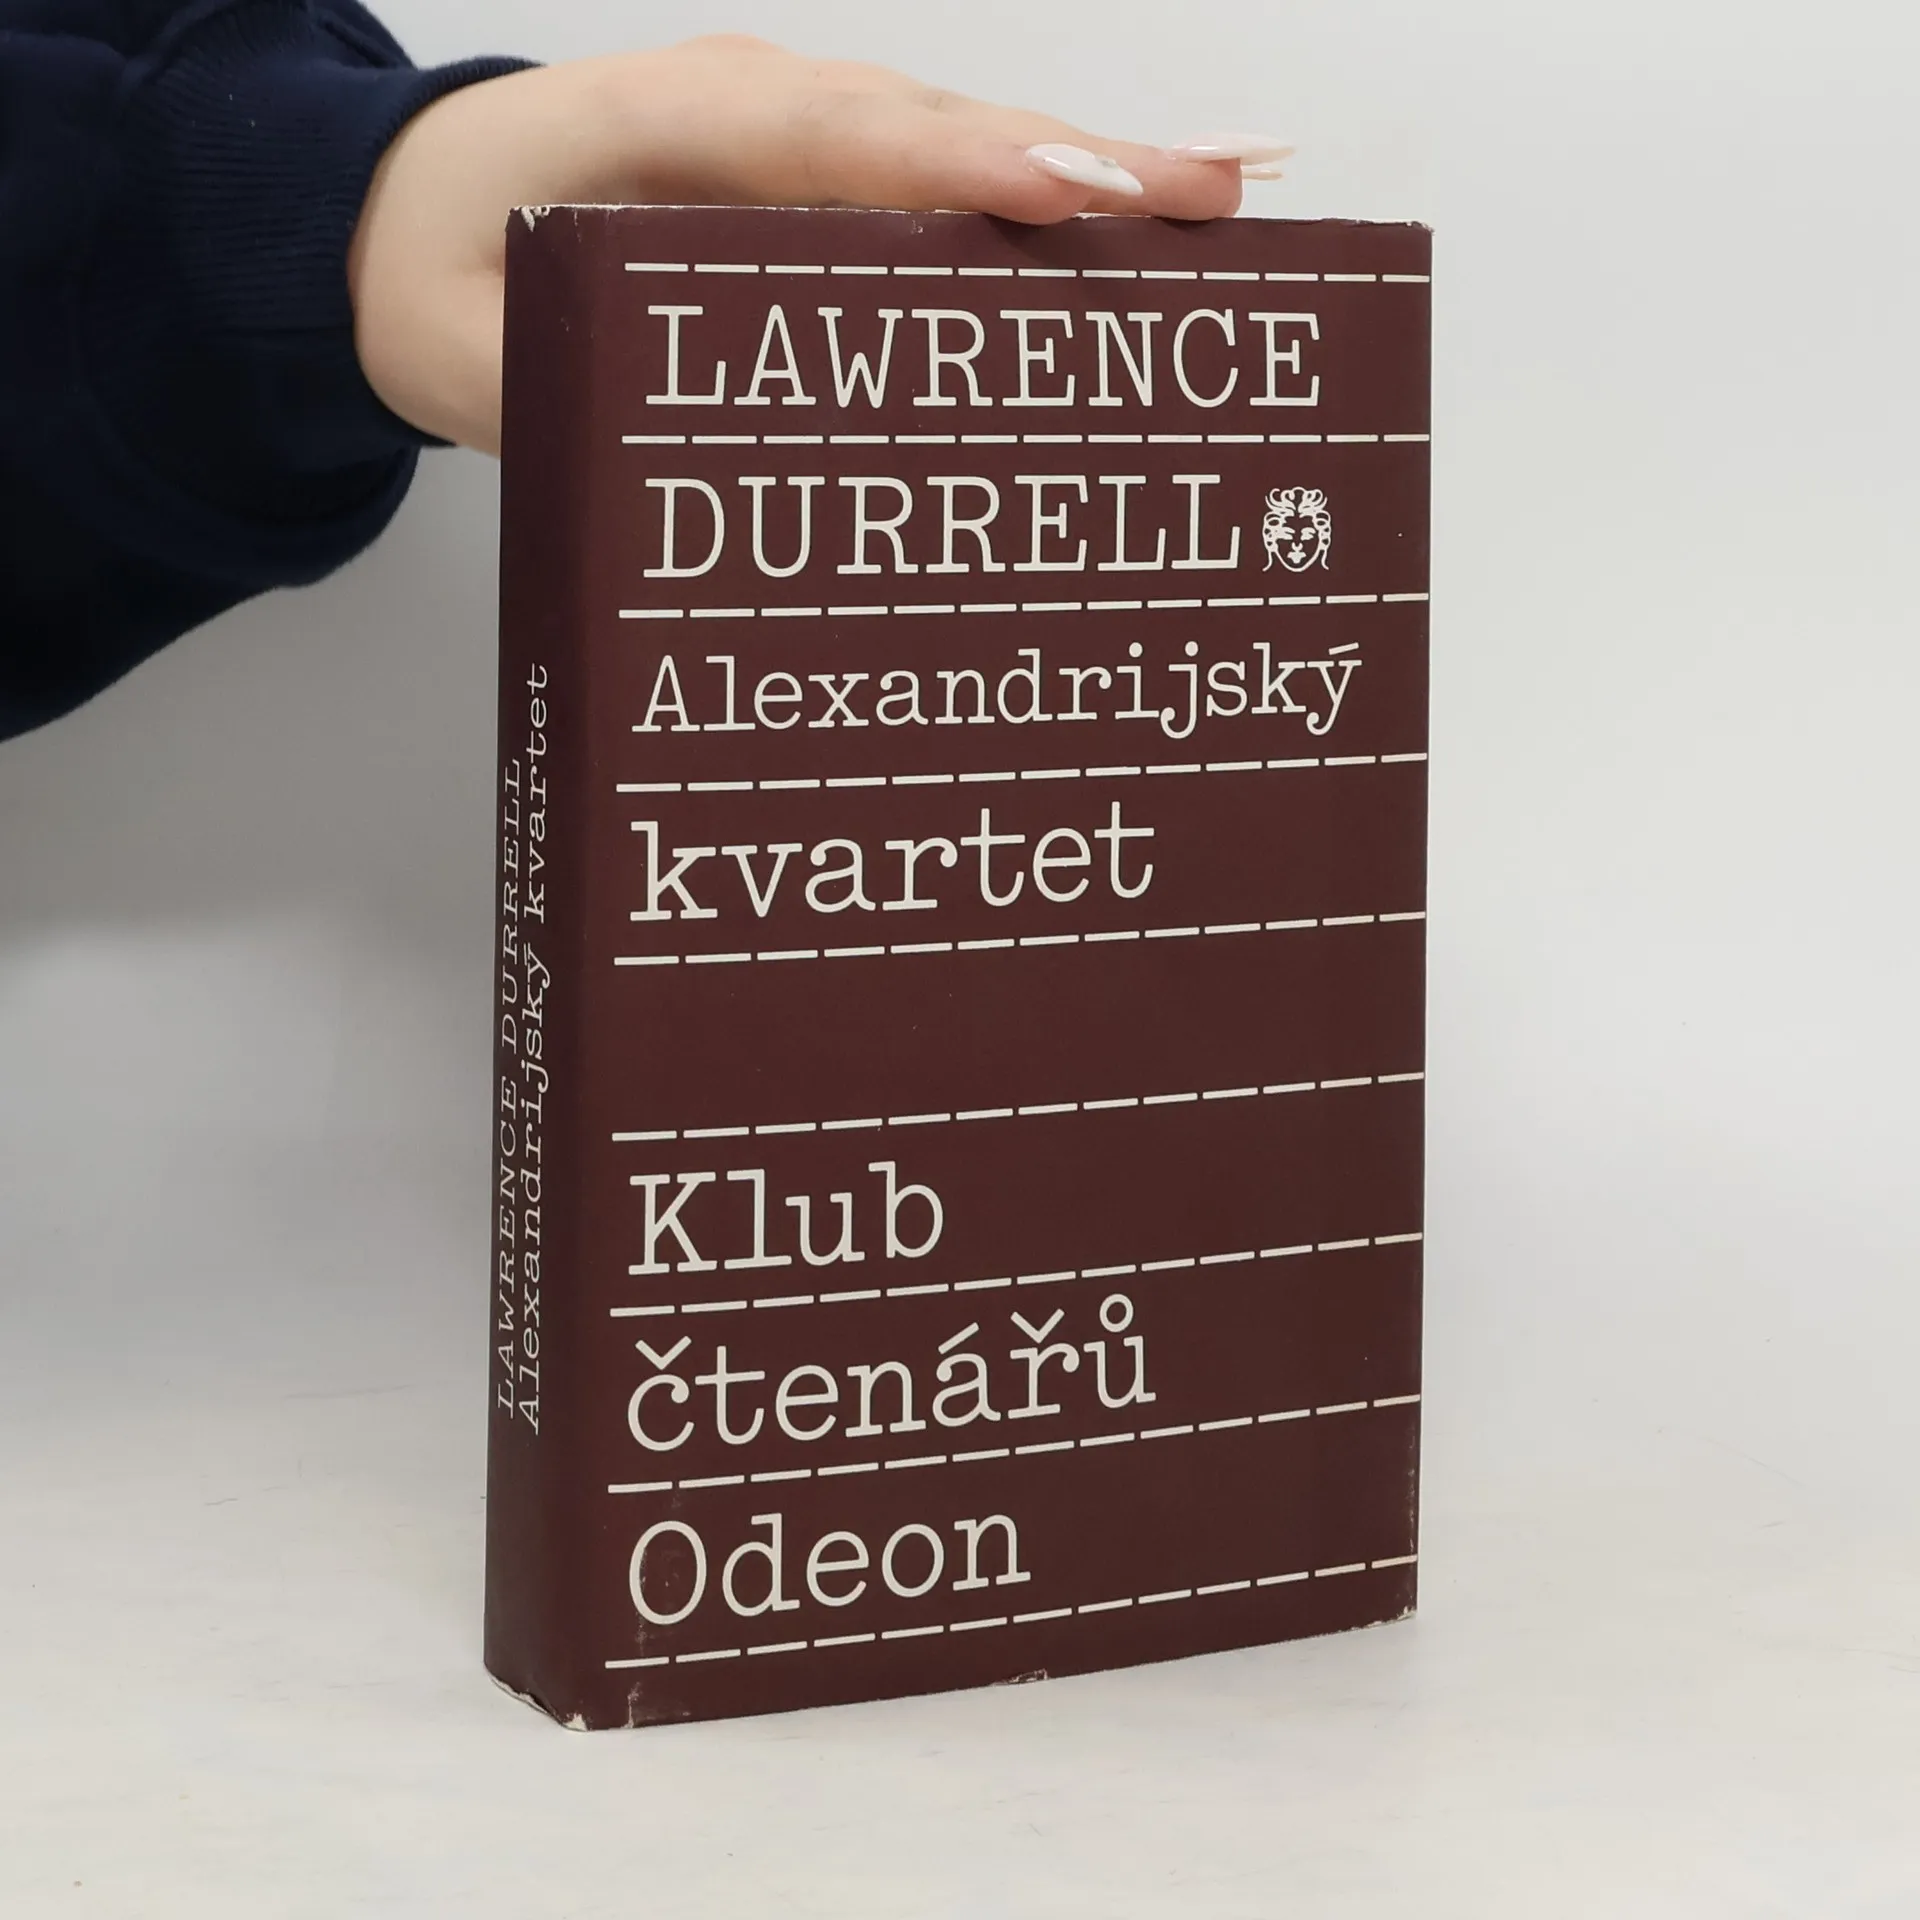 LAWRENCE
DURRELL
Alexandrijský
kvartet
Klub
čtenářů
Odeon
LAWRENCE DURRELL
Alexandrijský kvartet